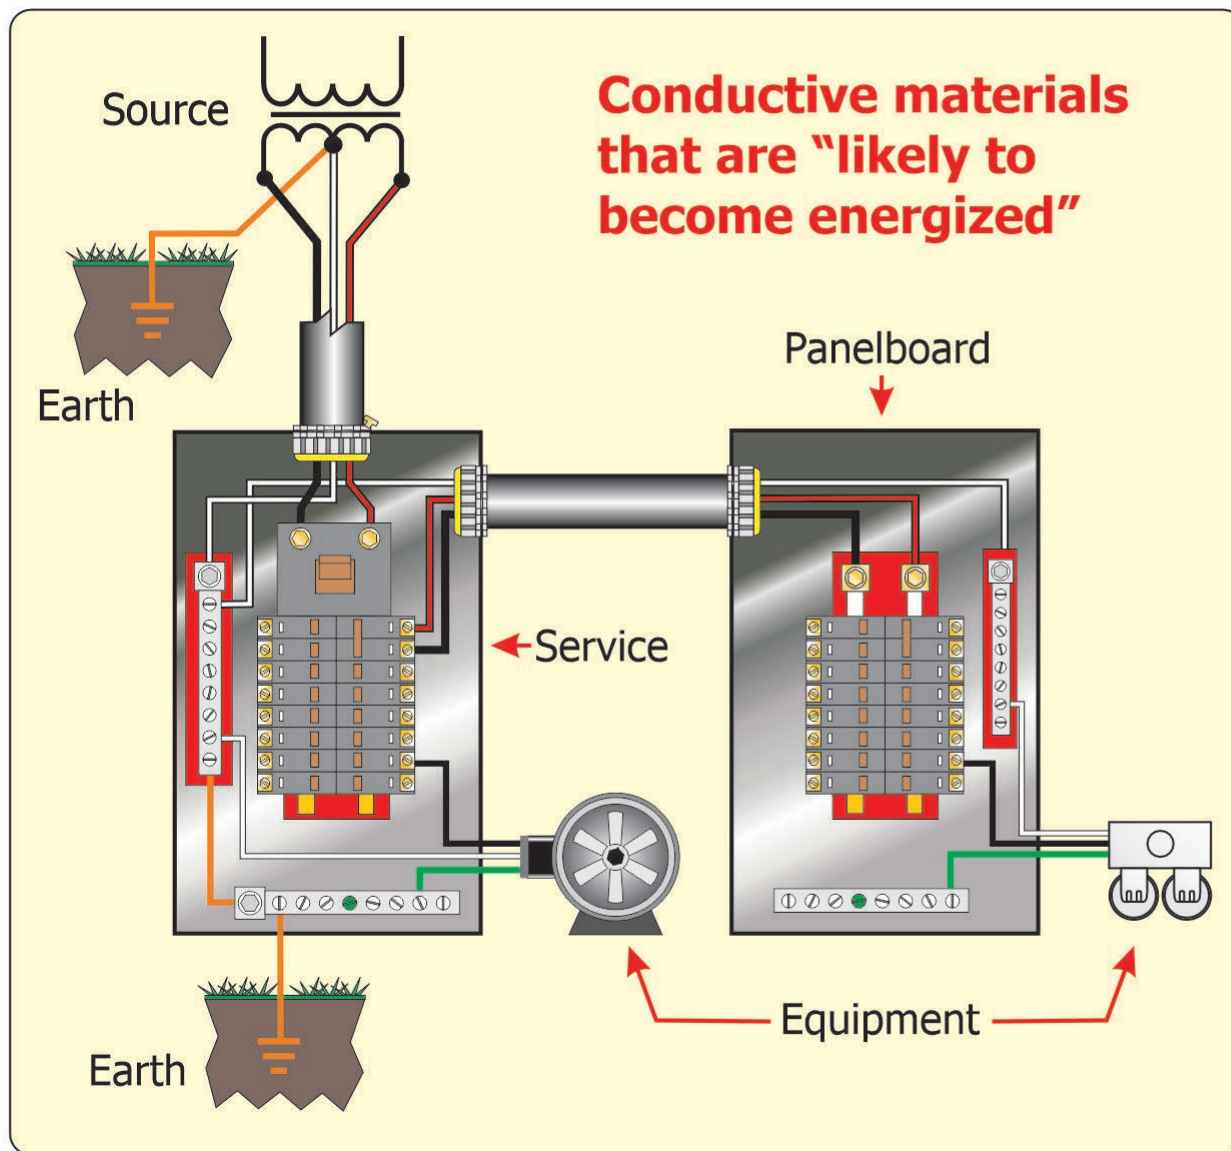 Source
Conductive materials
that are “likely to
become energized”
Earth
Panelboard
Service
Equipment
Earth